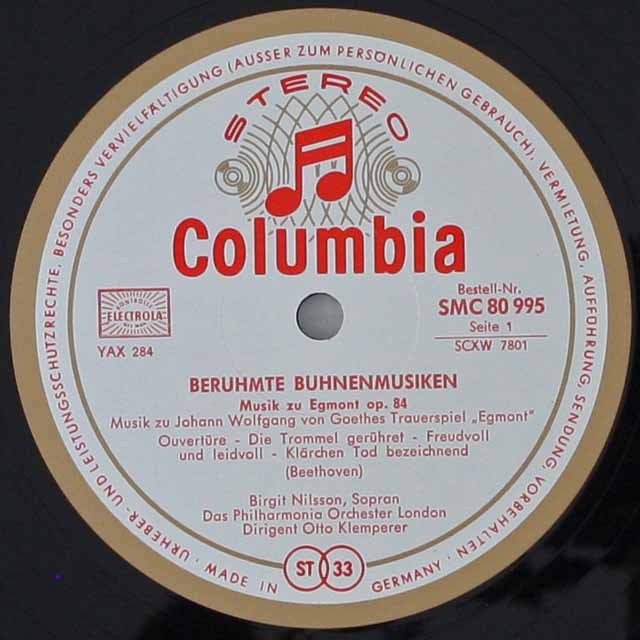 · URHEBER- UND LEISTUNGSSCHUTZRECHTE, BESONDERS VERVIELFÄLTIGUNG (AUSSER ZUM PERSÖNLICHEN GEBRAUCH), VERMIETUNG, AUFFÜHRUNG, SENDUNG, VORBEHALTEN ·
STEREO
Columbia
Bestell-Nr.
SMC 80 995
Seite 1
SCXW 7801
ELECTROLA
YAX 284
BERUHMTE BUHNENMUSIKEN
Musik zu Egmont op. 84
Musik zu Johann Wolfgang von Goethes Trauerspiel „Egmont"
Ouvertüre - Die Trommel gerühret - Freudvoll
und leidvoll - Klärchen Tod bezeichnend
(Beethoven)
Birgit Nilsson, Sopran
Das Philharmonia Orchester London
Dirigent Otto Klemperer
ST 33
MADE IN GERMANY